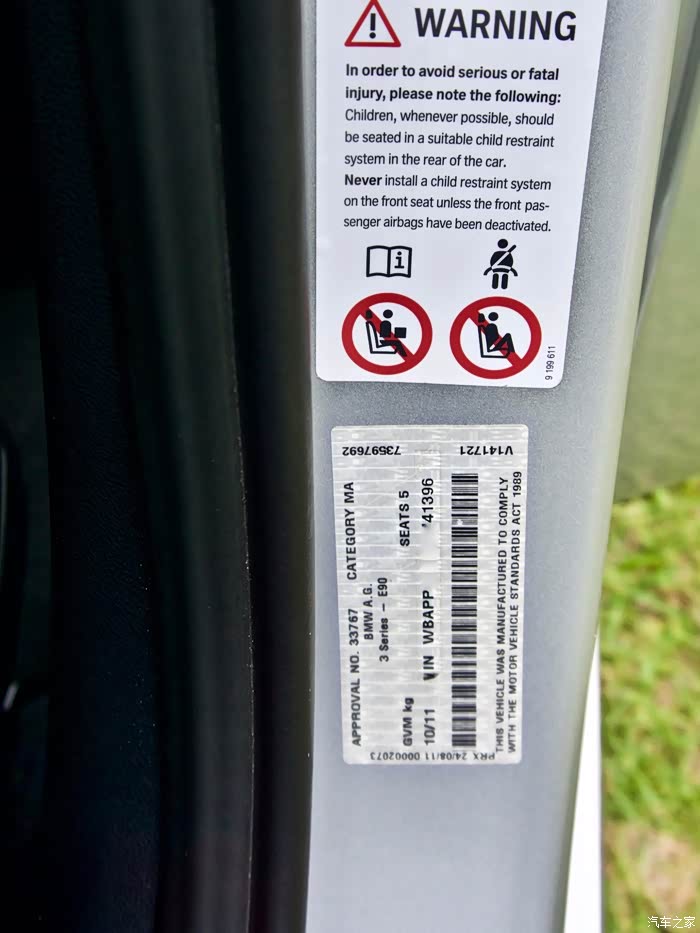 WARNING
In order to avoid serious or fatal
injury, please note the following:
Children, whenever possible, should
be seated in a suitable child restraint
system in the rear of the car.
Never install a child restraint system
on the front seat unless the front pas-
senger airbags have been deactivated.
9 199 611
73597692
V141721
APPROVAL NO. 33767 CATEGORY MA
BMW A.G.
3 Series – E90
GVM kg SEATS 5
10/11 VIN WBAPP 41396
THIS VEHICLE WAS MANUFACTURED TO COMPLY
WITH THE MOTOR VEHICLE STANDARDS ACT 1989
PRX 24/08/11 00002073
汽车之家